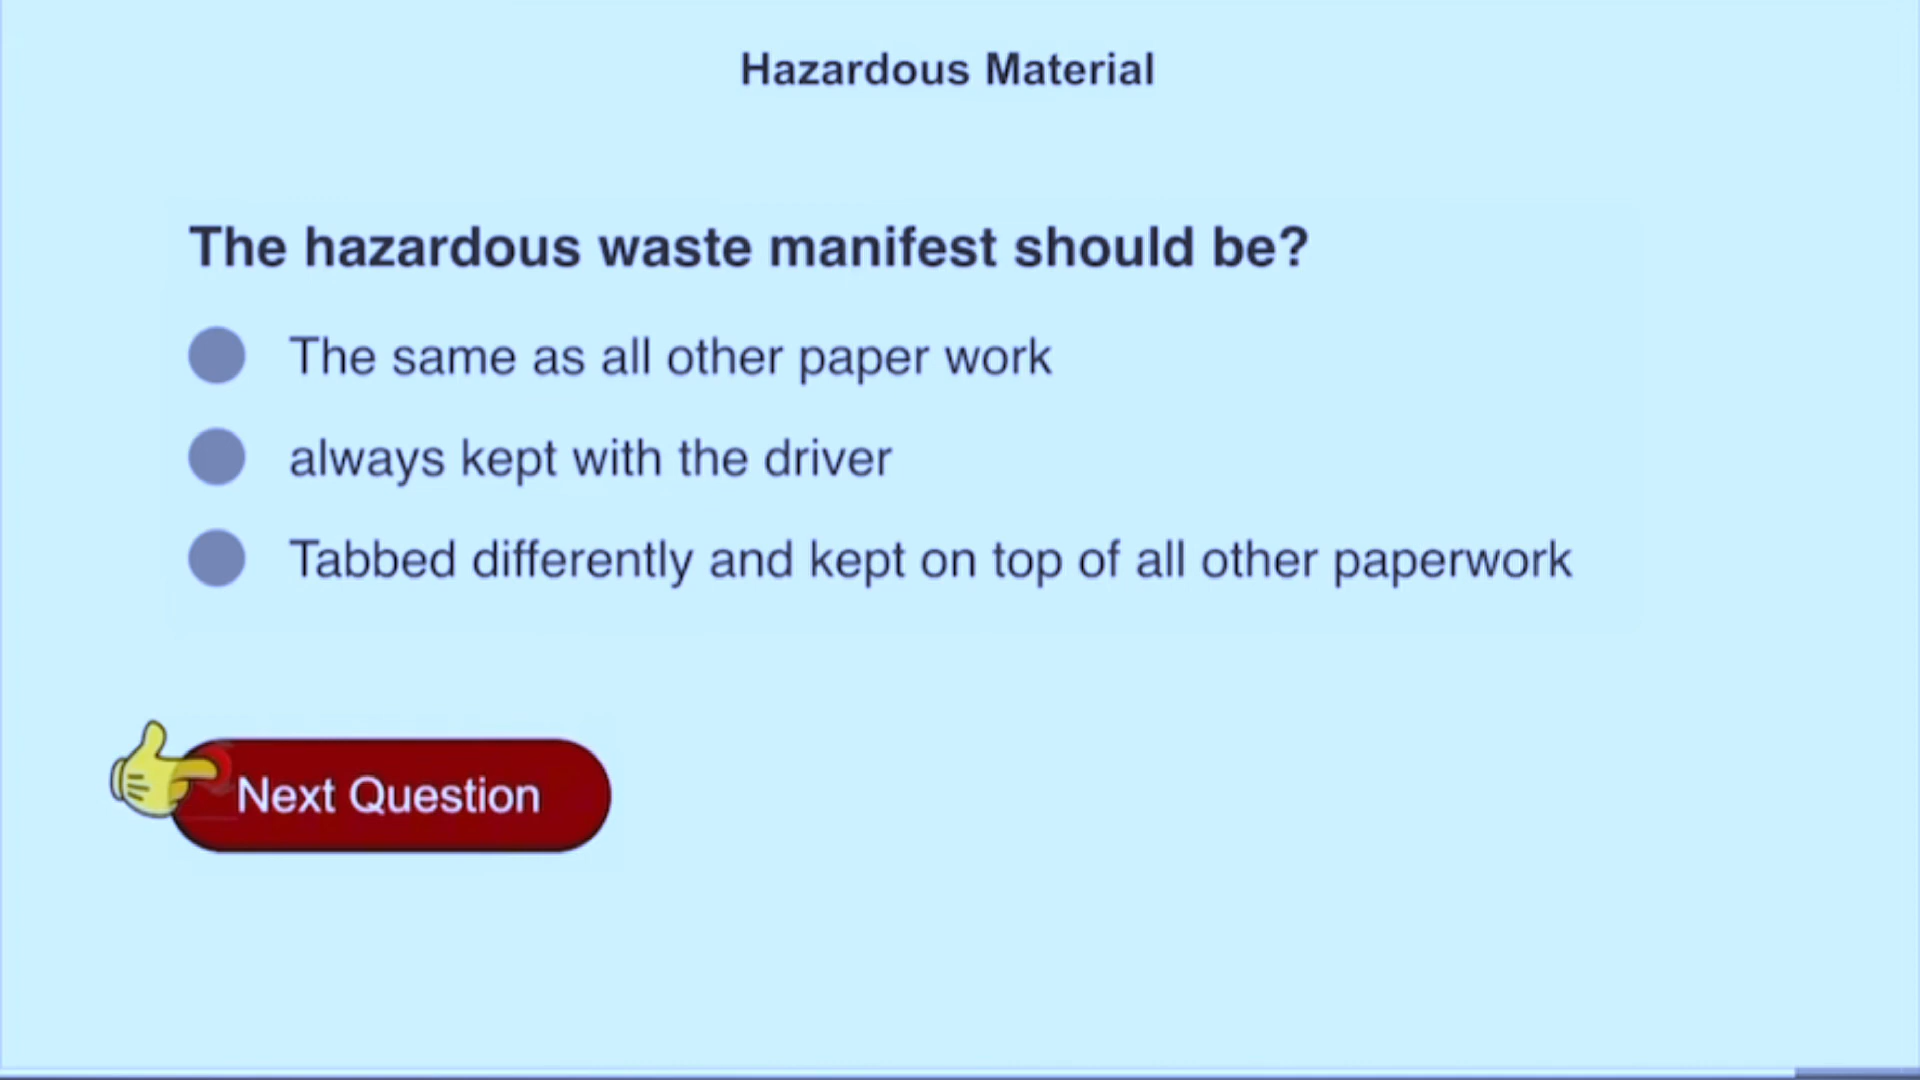 Hazardous Material
The hazardous waste manifest should be?
The same as all other paper work
always kept with the driver
Tabbed differently and kept on top of all other paperwork
Next Question